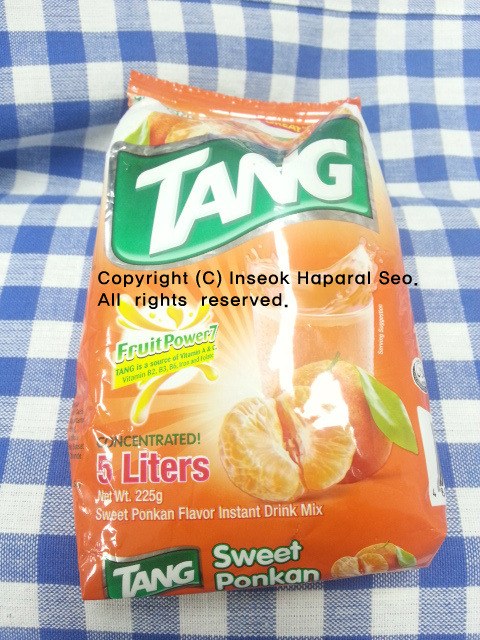 TANG
Copyright (C) Inseok Haparal Seo.
All rights reserved.
Serving Suggestion
FruitPower7
TANG is a source of Vitamin A & C,
Vitamin B2, B3, B6, Iron and Folate
CONCENTRATED!
5 Liters
Net Wt. 225g
Sweet Ponkan Flavor Instant Drink Mix
TANG
Sweet
Ponkan